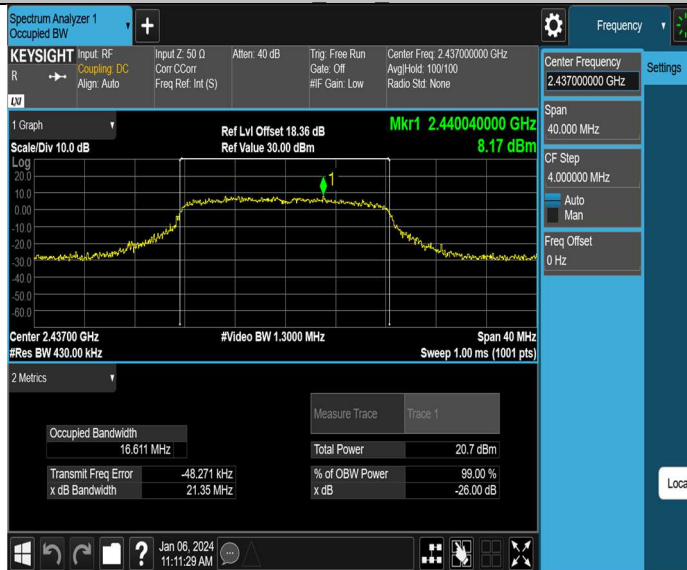 Spectrum Analyzer 1
Occupied BW
Frequency
KEYSIGHT
R
LXI
Input: RF
Coupling: DC
Align: Auto
Input Z: 50 Ω
Corr CCorr
Freq Ref: Int (S)
Atten: 40 dB
Trig: Free Run
Gate: Off
#IF Gain: Low
Center Freq: 2.437000000 GHz
Avg|Hold: 100/100
Radio Std: None
Center Frequency
2.437000000 GHz
Settings
Span
40.000 MHz
CF Step
4.000000 MHz
Auto
Man
Freq Offset
0 Hz
1 Graph
Scale/Div 10.0 dB
Ref Lvl Offset 18.36 dB
Ref Value 30.00 dBm
Mkr1 2.440040000 GHz
8.17 dBm
Log
20.0
10.0
0.00
-10.0
-20.0
-30.0
-40.0
-50.0
-60.0
1
Center 2.43700 GHz
#Res BW 430.00 kHz
#Video BW 1.3000 MHz
Span 40 MHz
Sweep 1.00 ms (1001 pts)
2 Metrics
Measure Trace Trace 1
Occupied Bandwidth
16.611 MHz
Total Power 20.7 dBm
Transmit Freq Error -48.271 kHz
% of OBW Power 99.00 %
x dB Bandwidth 21.35 MHz
x dB -26.00 dB
Loca
Jan 06, 2024
11:11:29 AM